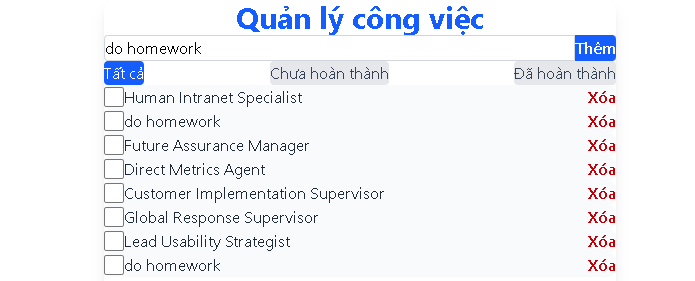 Quản lý công việc
do homework Thêm
Tất cả Chưa hoàn thành Đã hoàn thành
Human Intranet Specialist Xóa
do homework Xóa
Future Assurance Manager Xóa
Direct Metrics Agent Xóa
Customer Implementation Supervisor Xóa
Global Response Supervisor Xóa
Lead Usability Strategist Xóa
do homework Xóa